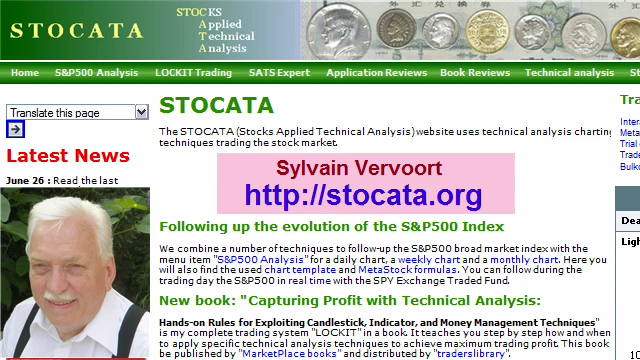 STOCATA
STOCKS
Applied
Technical
Analysis
Home S&P500 Analysis LOCKIT Trading SATS Expert Application Reviews Book Reviews Technical analysis
Translate this page
Latest News
June 26 : Read the last
STOCATA
The STOCATA (Stocks Applied Technical Analysis) website uses technical analysis charting
techniques trading the stock market.
Sylvain Vervoort
http://stocata.org
Following up the evolution of the S&P500 Index
We combine a number of techniques to follow-up the S&P500 broad market index with the
menu item "S&P500 Analysis" for a daily chart, a weekly chart and a monthly chart. Here you
will also find the used chart template and MetaStock formulas. You can follow during the
trading day the S&P500 in real time with the SPY Exchange Traded Fund.
New book: "Capturing Profit with Technical Analysis:
Hands-on Rules for Exploiting Candlestick, Indicator, and Money Management Techniques"
is my complete trading system "LOCKIT" in a book. It teaches you step by step how and when
to apply specific technical analysis techniques to achieve maximum trading profit. This book
be published by "MarketPlace books" and distributed by "traderslibrary".